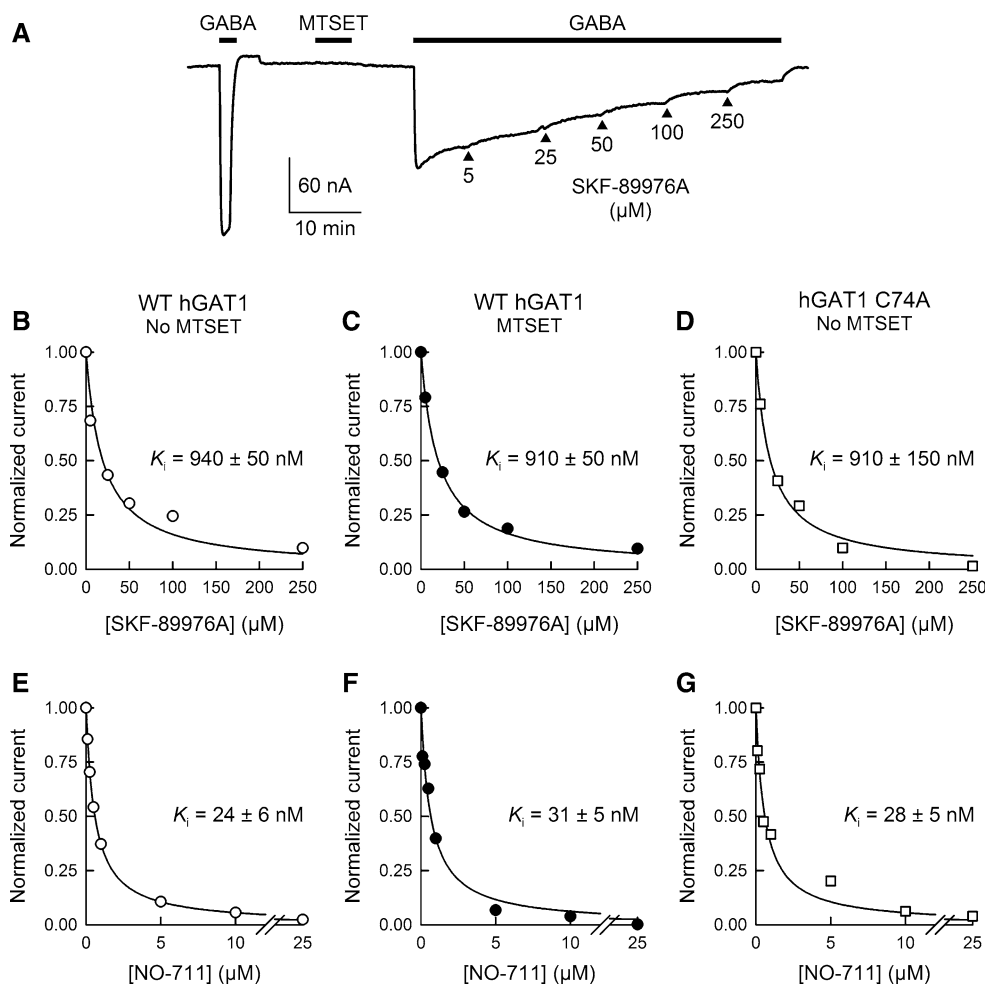 A
GABA
MTSET
GABA
5
25
50
100
250
SKF-89976A
(µM)
60 nA
10 min
B
WT hGAT1
No MTSET
Normalized current
1.00
0.75
0.50
0.25
0.00
Ki = 940 ± 50 nM
0 50 100 150 200 250
[SKF-89976A] (µM)
C
WT hGAT1
MTSET
Normalized current
1.00
0.75
0.50
0.25
0.00
Ki = 910 ± 50 nM
0 50 100 150 200 250
[SKF-89976A] (µM)
D
hGAT1 C74A
No MTSET
Normalized current
1.00
0.75
0.50
0.25
0.00
Ki = 910 ± 150 nM
0 50 100 150 200 250
[SKF-89976A] (µM)
E
Normalized current
1.00
0.75
0.50
0.25
0.00
Ki = 24 ± 6 nM
0 5 10 25
[NO-711] (µM)
F
Normalized current
1.00
0.75
0.50
0.25
0.00
Ki = 31 ± 5 nM
0 5 10 25
[NO-711] (µM)
G
Normalized current
1.00
0.75
0.50
0.25
0.00
Ki = 28 ± 5 nM
0 5 10 25
[NO-711] (µM)